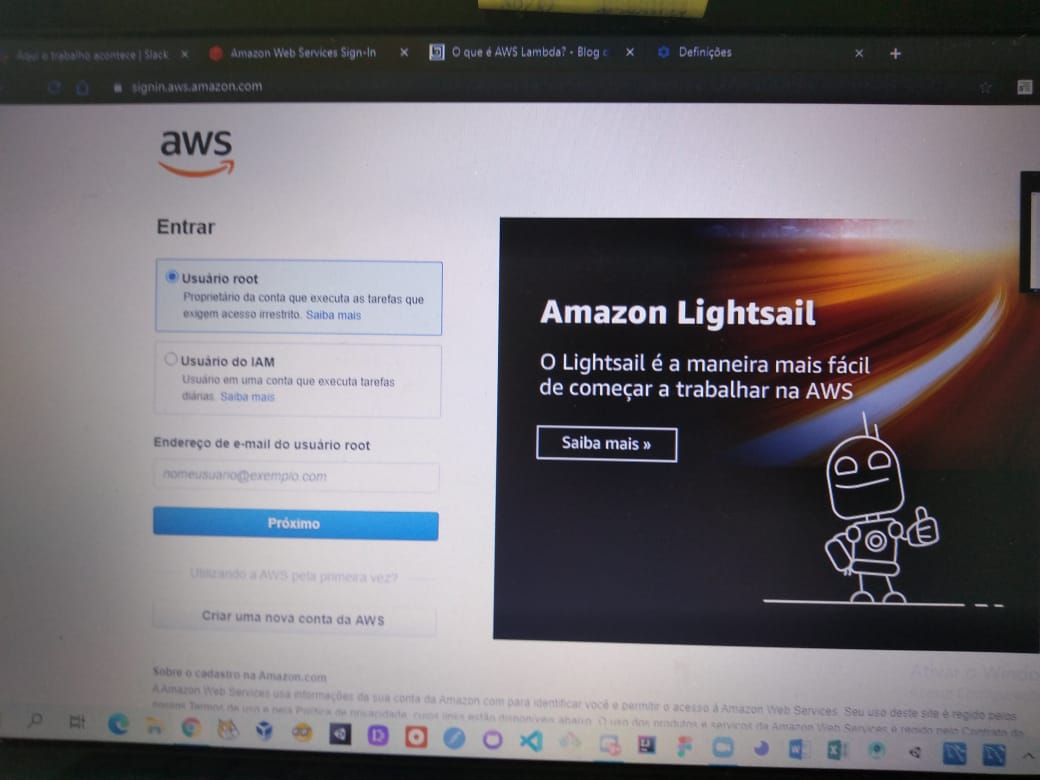 Aqui o trabalho acontece | Slack
Amazon Web Services Sign-In
O que é AWS Lambda? - Blog
Definições
signin.aws.amazon.com
aws
Entrar
Usuário root
Proprietário da conta que executa as tarefas que
exigem acesso irrestrito. Saiba mais
Usuário do IAM
Usuário em uma conta que executa tarefas
diárias. Saiba mais
Endereço de e-mail do usuário root
nomeusuario@exemplo.com
Próximo
Utilizando a AWS pela primeira vez?
Criar uma nova conta da AWS
Amazon Lightsail
O Lightsail é a maneira mais fácil
de começar a trabalhar na AWS
Saiba mais »
Sobre o cadastro na Amazon.com
A Amazon Web Services usa informações da sua conta da Amazon.com para identificar você e permitir o acesso à Amazon Web Services. Seu uso deste site é regido pelos
nossos Termos de uso e pela Política de privacidade, cujos links estão disponíveis abaixo. O uso dos produtos e serviços da Amazon Web Services é regido pelo Contrato do
Ativar o Windo